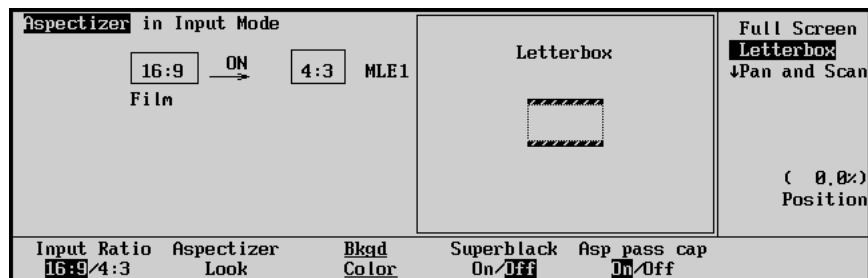 Aspectizer in Input Mode
16:9 ON 4:3 MLE1
Film
Letterbox
Full Screen
Letterbox
↓Pan and Scan
( 0.0%)
Position
Input Ratio Aspectizer Bkgd Superblack Asp pass cap
16:9/4:3 Look Color On/Off On/Off